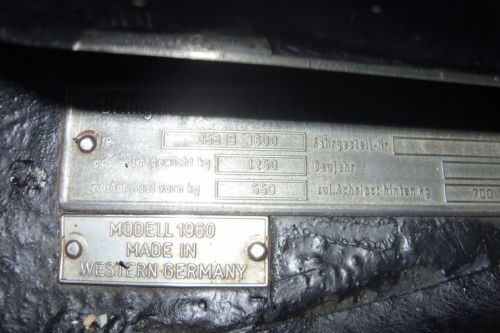 Typ 356 B 1600 Fahrgestell-Nr.
zul. Gesamtgewicht kg 1250 Baujahr
zul. Achslast vorn kg 550 zul. Achslast hinten kg 700
MODELL 1960
MADE IN
WESTERN-GERMANY